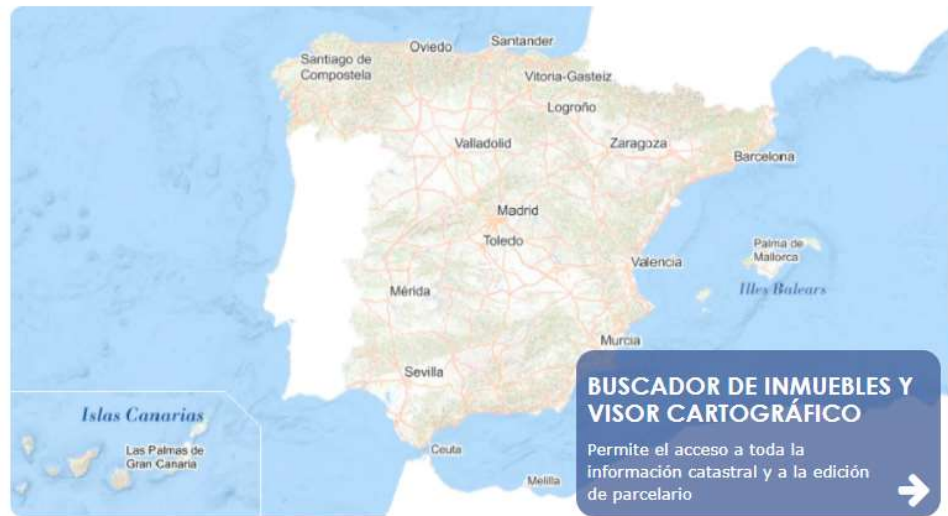 Oviedo
Santander
Santiago de
Compostela
Vitoria-Gasteiz
Logroño
Valladolid
Zaragoza
Barcelona
Madrid
Toledo
Palma de
Mallorca
Valencia
Illes Balears
Mérida
Murcia
Sevilla
BUSCADOR DE INMUEBLES Y
VISOR CARTOGRÁFICO
Permite el acceso a toda la
información catastral y a la edición
de parcelario
Islas Canarias
Las Palmas de
Gran Canaria
Ceuta
Melilla